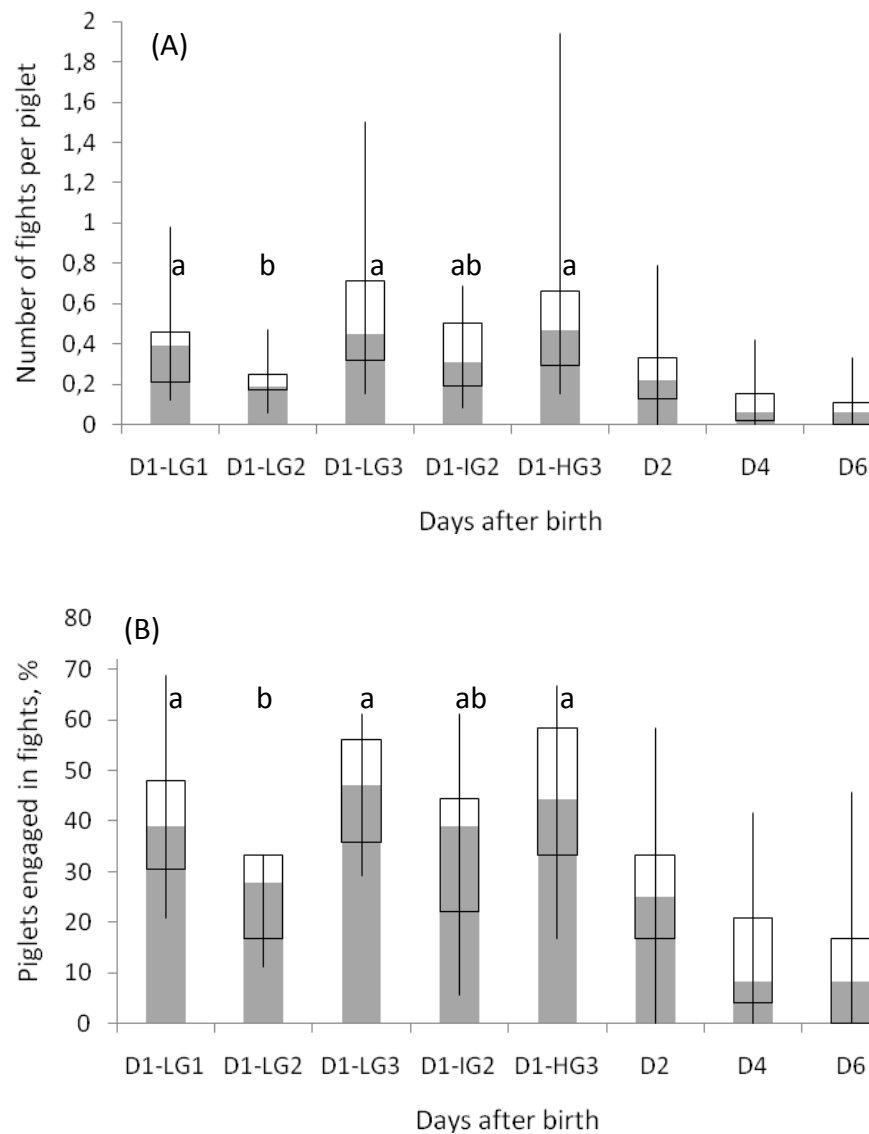 (A)
Number of fights per piglet
2
1,8
1,6
1,4
1,2
1
0,8
0,6
0,4
0,2
0
a b a ab a
D1-LG1 D1-LG2 D1-LG3 D1-IG2 D1-HG3 D2 D4 D6
Days after birth
(B)
Piglets engaged in fights, %
80
70
60
50
40
30
20
10
0
a b a ab a
D1-LG1 D1-LG2 D1-LG3 D1-IG2 D1-HG3 D2 D4 D6
Days after birth